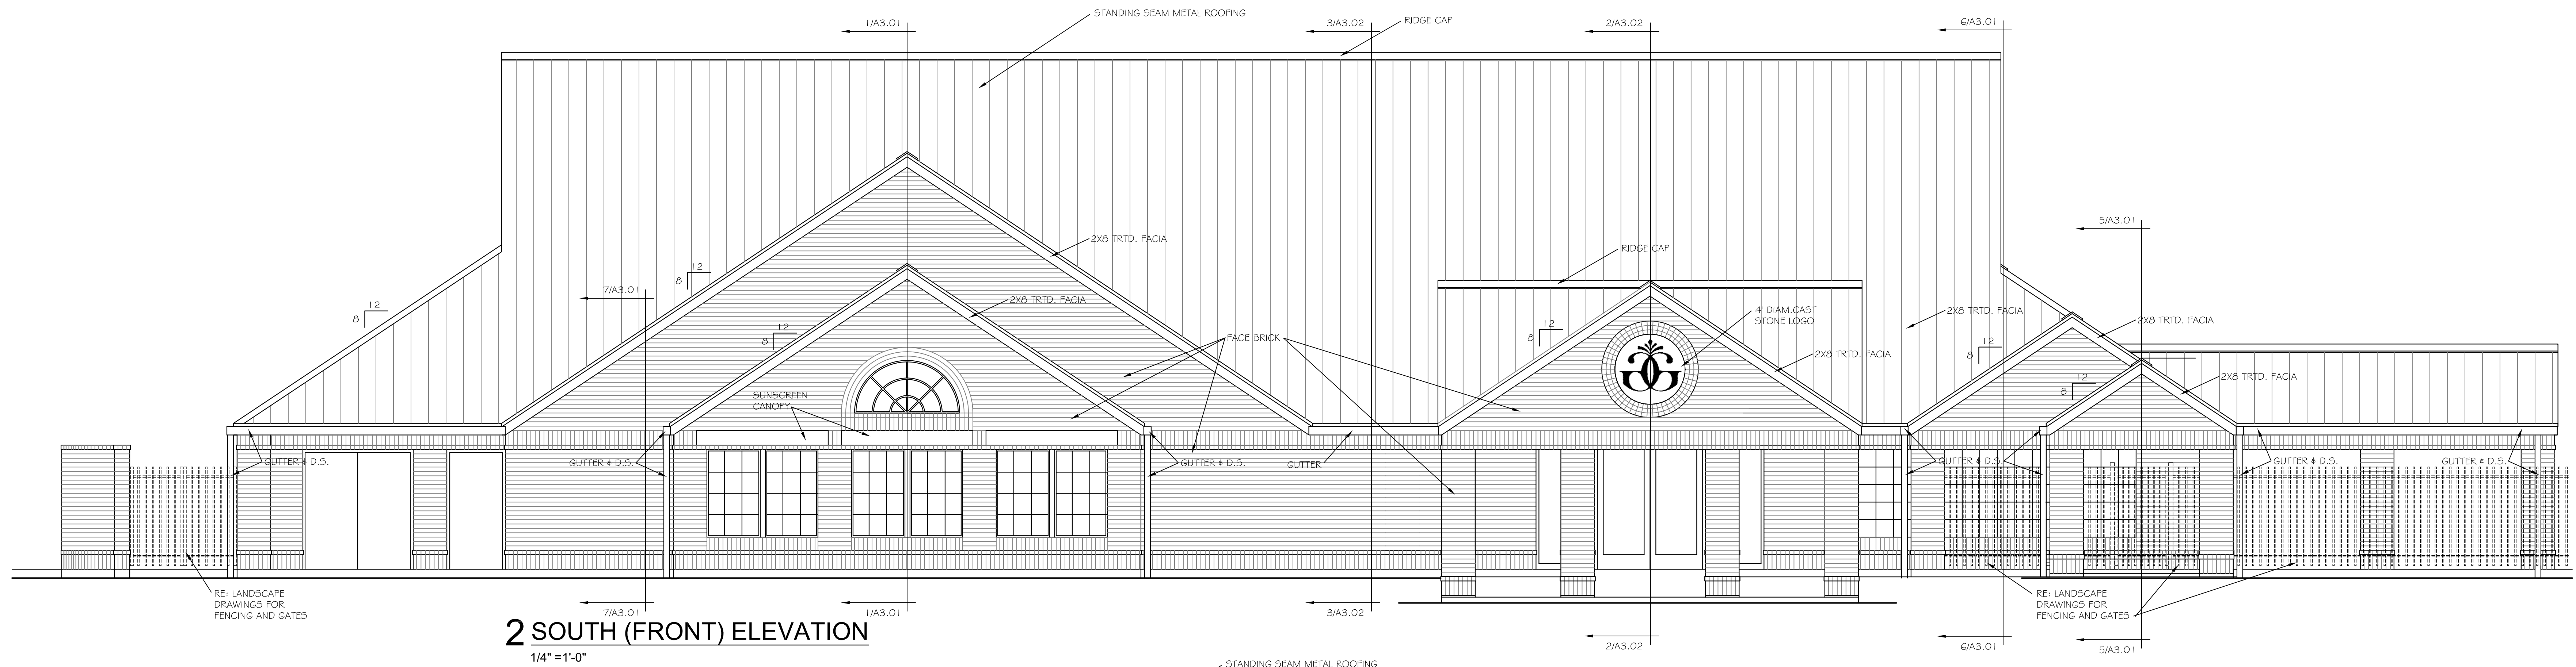 1/A3.01
STANDING SEAM METAL ROOFING
3/A3.02
RIDGE CAP
2/A3.02
6/A3.01
5/A3.01
2X8 TRTD. FACIA
RIDGE CAP
12
8
7/A3.01
12
8
2X8 TRTD. FACIA
12
8
4' DIAM.CAST
STONE LOGO
2X8 TRTD. FACIA
2X8 TRTD. FACIA
12
8
FACE BRICK
12
8
2X8 TRTD. FACIA
12
8
2X8 TRTD. FACIA
12
8
SUNSCREEN
CANOPY
GUTTER & D.S.
GUTTER & D.S.
GUTTER & D.S.
GUTTER
GUTTER & D.S.
GUTTER & D.S.
GUTTER & D.S.
RE: LANDSCAPE
DRAWINGS FOR
FENCING AND GATES
7/A3.01
1/A3.01
3/A3.02
RE: LANDSCAPE
DRAWINGS FOR
FENCING AND GATES
2 SOUTH (FRONT) ELEVATION
1/4" =1'-0"
2/A3.02
6/A3.01
5/A3.01
STANDING SEAM METAL ROOFING